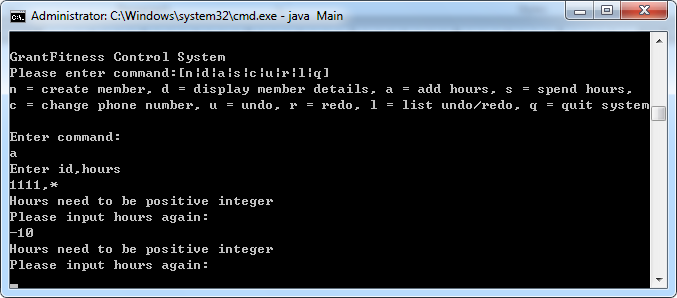 Administrator: C:\Windows\system32\cmd.exe - java Main
GrantFitness Control System
Please enter command:[n|d|a|s|c|u|r|l|q]
n = create member, d = display member details, a = add hours, s = spend hours,
c = change phone number, u = undo, r = redo, l = list undo/redo, q = quit system
Enter command:
a
Enter id,hours
1111,*
Hours need to be positive integer
Please input hours again:
-10
Hours need to be positive integer
Please input hours again: